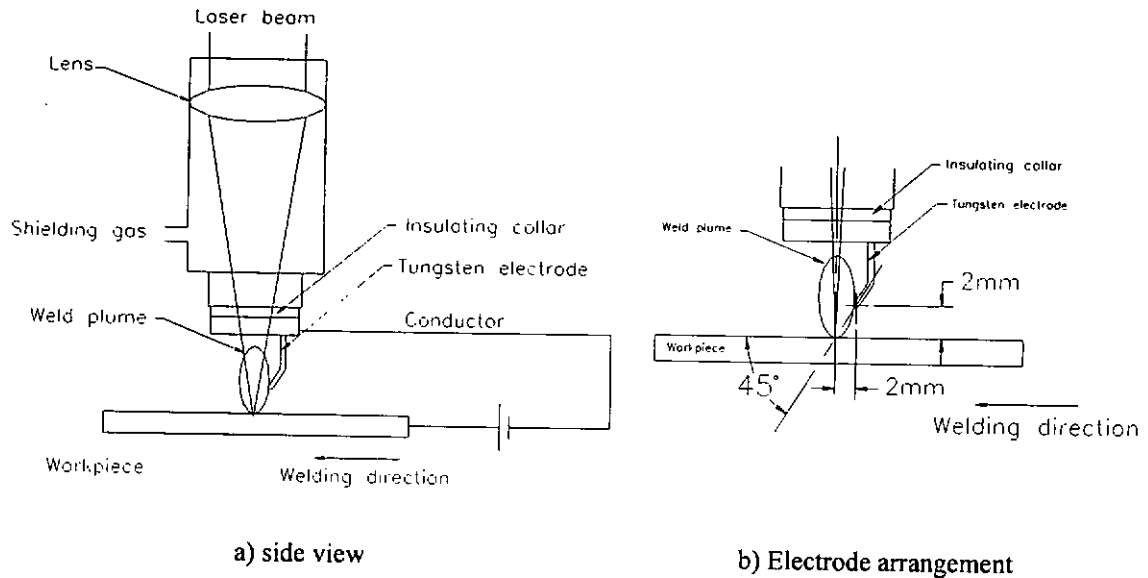 Laser beam
Lens
Shielding gas
Insulating collar
Tungsten electrode
Weld plume
Conductor
Workpiece
Welding direction
a) side view
Insulating collar
Tungsten electrode
Weld plume
2mm
Workpiece
45°
2mm
Welding direction
b) Electrode arrangement